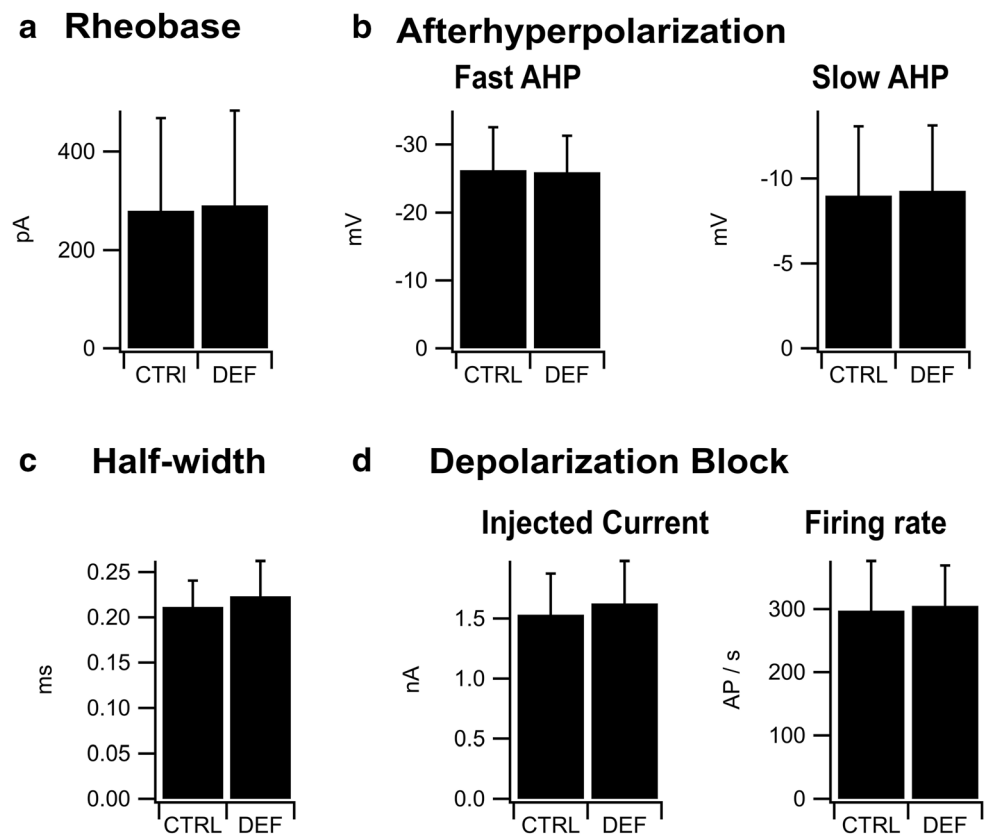 a Rheobase
b Afterhyperpolarization
Fast AHP
Slow AHP
400
200
0
pA
CTRl DEF
-30
-20
-10
0
mV
CTRL DEF
-10
-5
0
mV
CTRL DEF
c Half-width
d Depolarization Block
Injected Current
Firing rate
0.25
0.20
0.15
0.10
0.05
0.00
ms
CTRL DEF
1.5
1.0
0.5
0.0
nA
CTRL DEF
300
200
100
0
AP / s
CTRL DEF